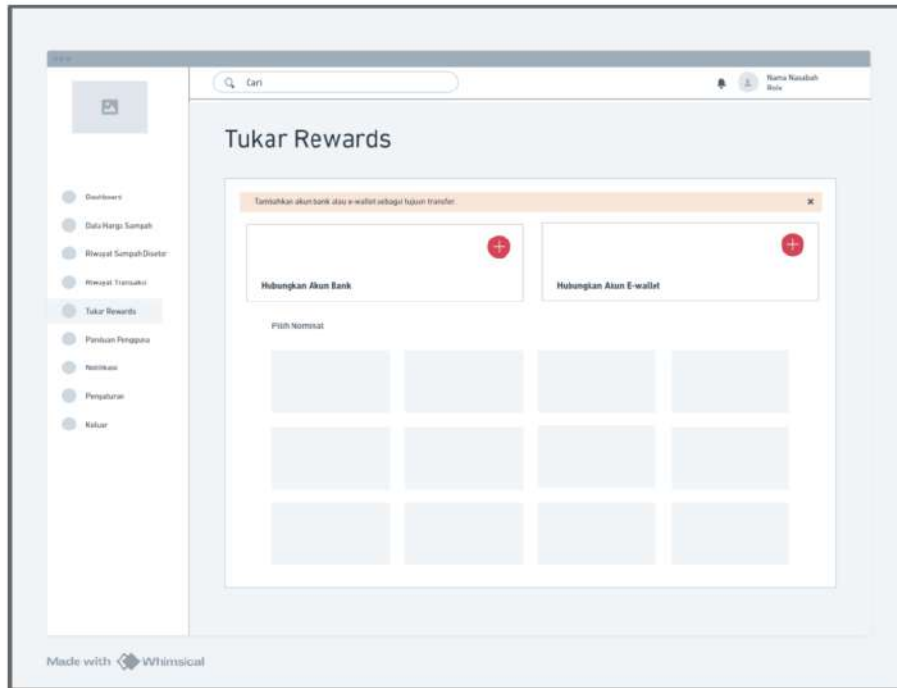 Cari
Nama Nasabah
Role
Tukar Rewards
Dashboard
Data Harga Sampah
Riwayat Sampah Disetor
Riwayat Transaksi
Tukar Rewards
Panduan Pengguna
Notifikasi
Pengaturan
Keluar
Tambahkan akun bank atau e-wallet sebagai tujuan transfer.
Hubungkan Akun Bank
Hubungkan Akun E-wallet
Pilih Nominal
Made with Whimsical